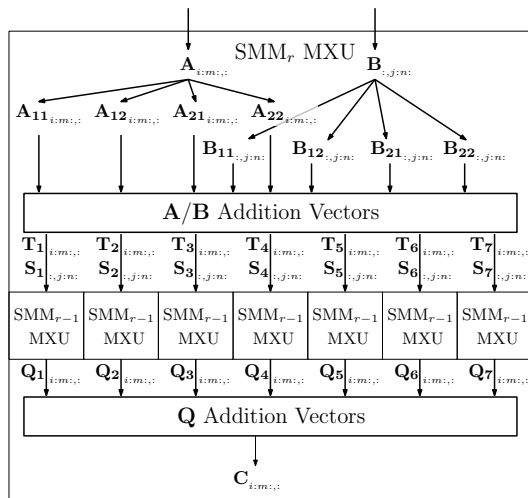 SMM_r MXU
A_{i:m:,:} B_{:,j:n:}
A11_{i:m:,:} A12_{i:m:,:} A21_{i:m:,:} A22_{i:m:,:}
B11_{:,j:n:} B12_{:,j:n:} B21_{:,j:n:} B22_{:,j:n:}
A/B Addition Vectors
T1_{i:m:,:} T2_{i:m:,:} T3_{i:m:,:} T4_{i:m:,:} T5_{i:m:,:} T6_{i:m:,:} T7_{i:m:,:}
S1_{:,j:n:} S2_{:,j:n:} S3_{:,j:n:} S4_{:,j:n:} S5_{:,j:n:} S6_{:,j:n:} S7_{:,j:n:}
SMM_{r−1} SMM_{r−1} SMM_{r−1} SMM_{r−1} SMM_{r−1} SMM_{r−1} SMM_{r−1}
MXU MXU MXU MXU MXU MXU MXU
Q1_{i:m:,:} Q2_{i:m:,:} Q3_{i:m:,:} Q4_{i:m:,:} Q5_{i:m:,:} Q6_{i:m:,:} Q7_{i:m:,:}
Q Addition Vectors
C_{i:m:,:}